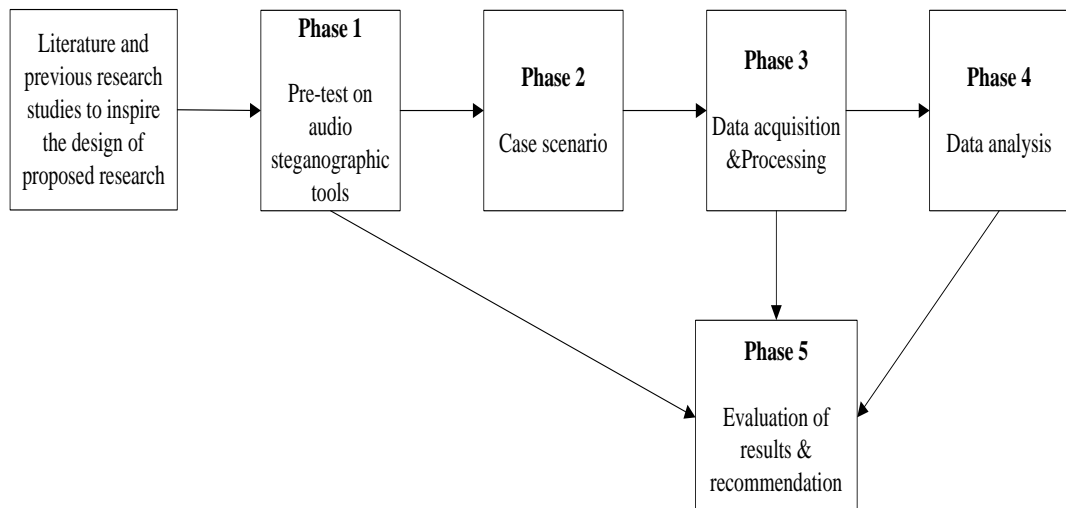 Literature and
previous research
studies to inspire
the design of
proposed research
Phase 1
Pre-test on
audio
steganographic
tools
Phase 2
Case scenario
Phase 3
Data acquisition
&Processing
Phase 4
Data analysis
Phase 5
Evaluation of
results &
recommendation